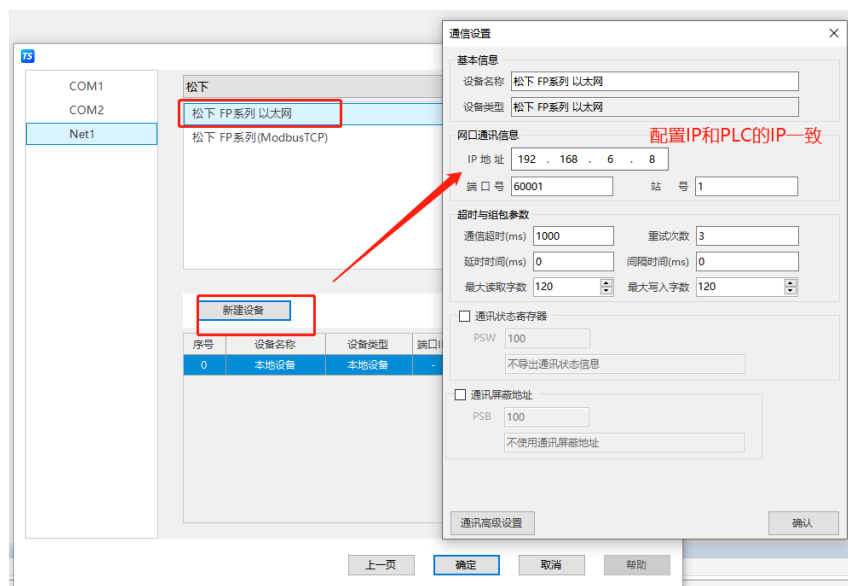 TS
COM1
COM2
Net1
松下
松下 FP系列 以太网
松下 FP系列(ModbusTCP)
新建设备
序号 设备名称 设备类型
0 本地设备 本地设备 -
上一页 确定 取消 帮助
通信设置
基本信息
设备名称 松下 FP系列 以太网
设备类型 松下 FP系列 以太网
网口通讯信息
配置IP和PLC的IP一致
IP 地址 192 . 168 . 6 . 8
端口号 60001 站 号 1
超时与组包参数
通信超时(ms) 1000 重试次数 3
延时时间(ms) 0 间隔时间(ms) 0
最大读取字数 120 最大写入字数 120
通讯状态寄存器
PSW 100
不导出通讯状态信息
通讯屏蔽地址
PSB 100
不使用通讯屏蔽地址
通讯高级设置 确认